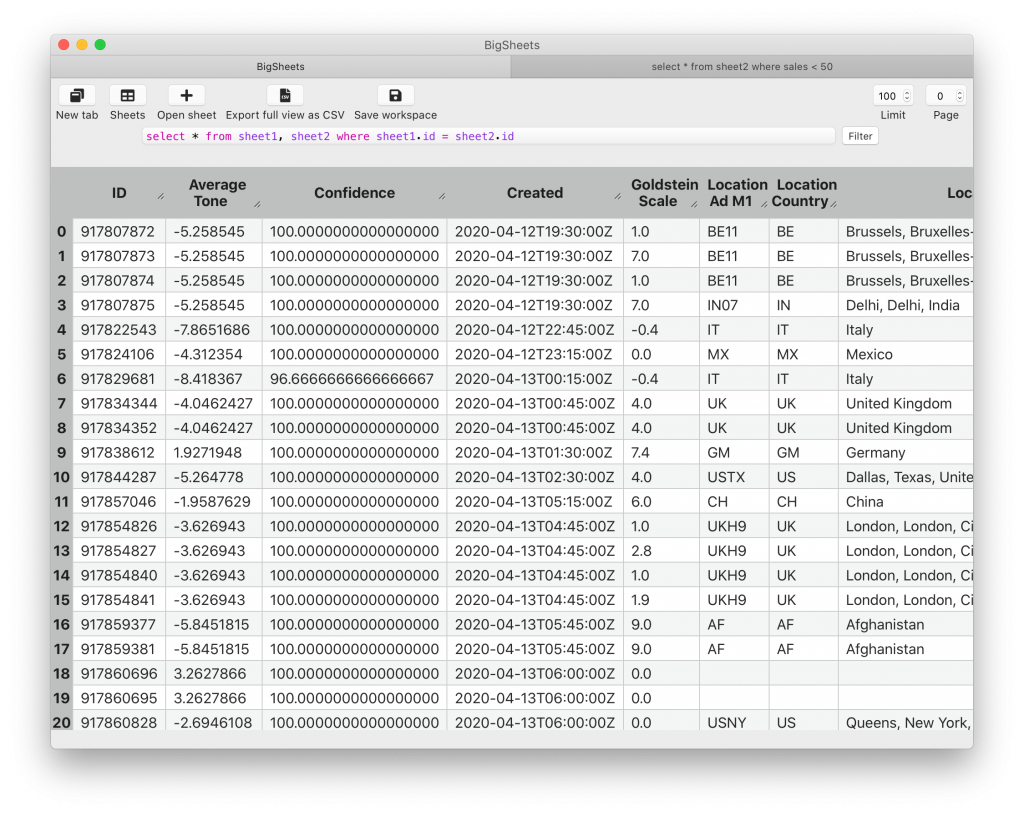 BigSheets
BigSheets select * from sheet2 where sales < 50
100 0
New tab Sheets Open sheet Export full view as CSV Save workspace Limit Page
select * from sheet1, sheet2 where sheet1.id = sheet2.id Filter
ID Average Tone Confidence Created Goldstein Scale Location Ad M1 Location Country Loc
0 917807872 -5.258545 100.0000000000000000 2020-04-12T19:30:00Z 1.0 BE11 BE Brussels, Bruxelles-
1 917807873 -5.258545 100.0000000000000000 2020-04-12T19:30:00Z 7.0 BE11 BE Brussels, Bruxelles-
2 917807874 -5.258545 100.0000000000000000 2020-04-12T19:30:00Z 1.0 BE11 BE Brussels, Bruxelles-
3 917807875 -5.258545 100.0000000000000000 2020-04-12T19:30:00Z 7.0 IN07 IN Delhi, Delhi, India
4 917822543 -7.8651686 100.0000000000000000 2020-04-12T22:45:00Z -0.4 IT IT Italy
5 917824106 -4.312354 100.0000000000000000 2020-04-12T23:15:00Z 0.0 MX MX Mexico
6 917829681 -8.418367 96.6666666666666667 2020-04-13T00:15:00Z -0.4 IT IT Italy
7 917834344 -4.0462427 100.0000000000000000 2020-04-13T00:45:00Z 4.0 UK UK United Kingdom
8 917834352 -4.0462427 100.0000000000000000 2020-04-13T00:45:00Z 4.0 UK UK United Kingdom
9 917838612 1.9271948 100.0000000000000000 2020-04-13T01:30:00Z 7.4 GM GM Germany
10 917844287 -5.264778 100.0000000000000000 2020-04-13T02:30:00Z 4.0 USTX US Dallas, Texas, Unite
11 917857046 -1.9587629 100.0000000000000000 2020-04-13T05:15:00Z 6.0 CH CH China
12 917854826 -3.626943 100.0000000000000000 2020-04-13T04:45:00Z 1.0 UKH9 UK London, London, Ci
13 917854827 -3.626943 100.0000000000000000 2020-04-13T04:45:00Z 2.8 UKH9 UK London, London, Ci
14 917854840 -3.626943 100.0000000000000000 2020-04-13T04:45:00Z 1.0 UKH9 UK London, London, Ci
15 917854841 -3.626943 100.0000000000000000 2020-04-13T04:45:00Z 1.9 UKH9 UK London, London, Ci
16 917859377 -5.8451815 100.0000000000000000 2020-04-13T05:45:00Z 9.0 AF AF Afghanistan
17 917859381 -5.8451815 100.0000000000000000 2020-04-13T05:45:00Z 9.0 AF AF Afghanistan
18 917860696 3.2627866 100.0000000000000000 2020-04-13T06:00:00Z 0.0
19 917860695 3.2627866 100.0000000000000000 2020-04-13T06:00:00Z 0.0
20 917860828 -2.6946108 100.0000000000000000 2020-04-13T06:00:00Z 0.0 USNY US Queens, New York,